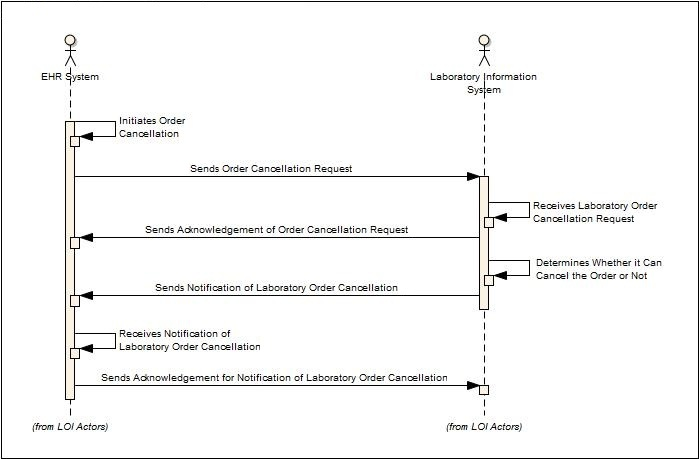 EHR System
Laboratory Information
System
Initiates Order
Cancellation
Sends Order Cancellation Request
Receives Laboratory Order
Cancellation Request
Sends Acknowledgement of Order Cancellation Request
Determines Whether it Can
Cancel the Order or Not
Sends Notification of Laboratory Order Cancellation
Receives Notification of
Laboratory Order Cancellation
Sends Acknowledgement for Notification of Laboratory Order Cancellation
(from LOI Actors)
(from LOI Actors)